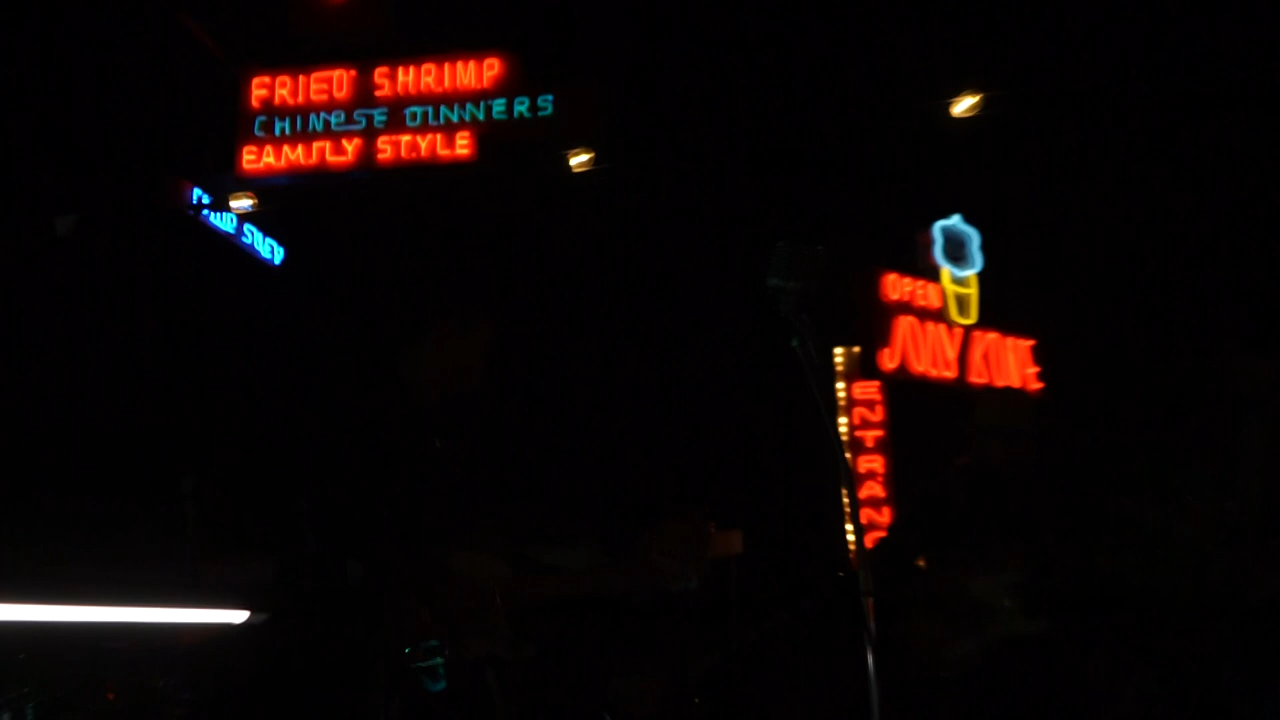 FRIED SHRIMP
CHINESE DINNERS
FAMILY STYLE
OPEN
JOLLY KONE
ENTRANC